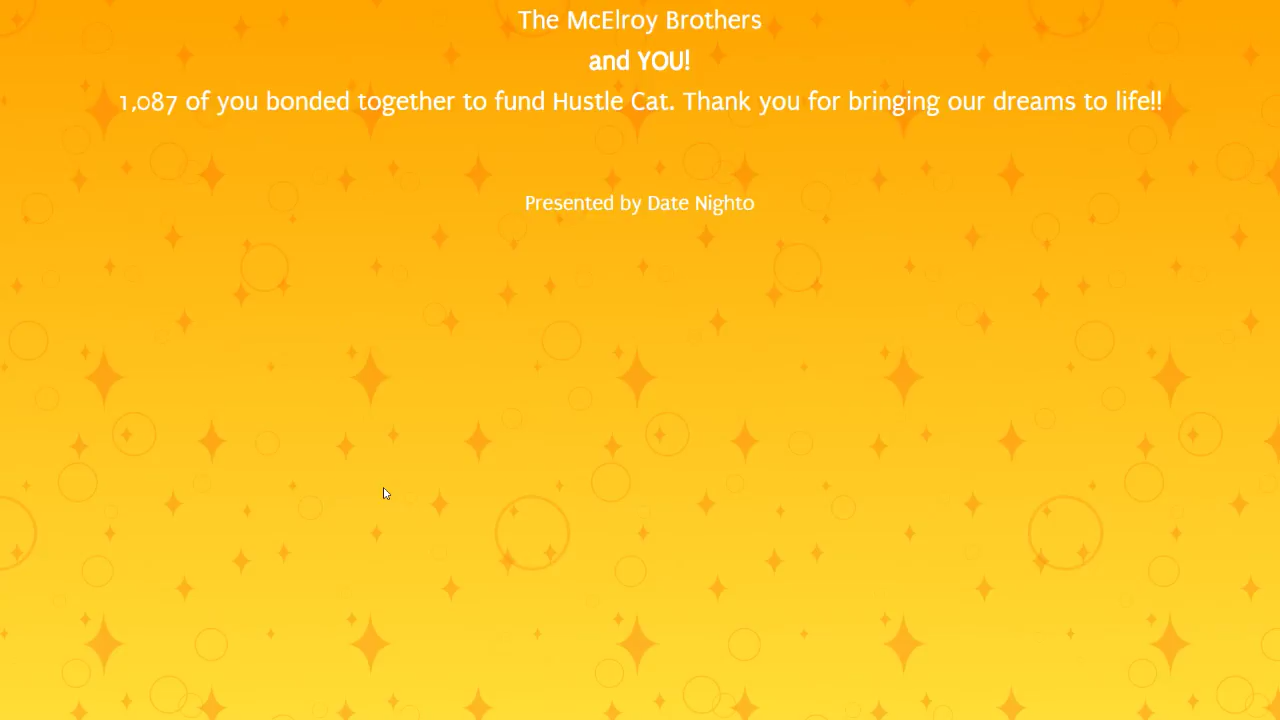 The McElroy Brothers
and YOU!
1,087 of you bonded together to fund Hustle Cat. Thank you for bringing our dreams to life!!
Presented by Date Nighto